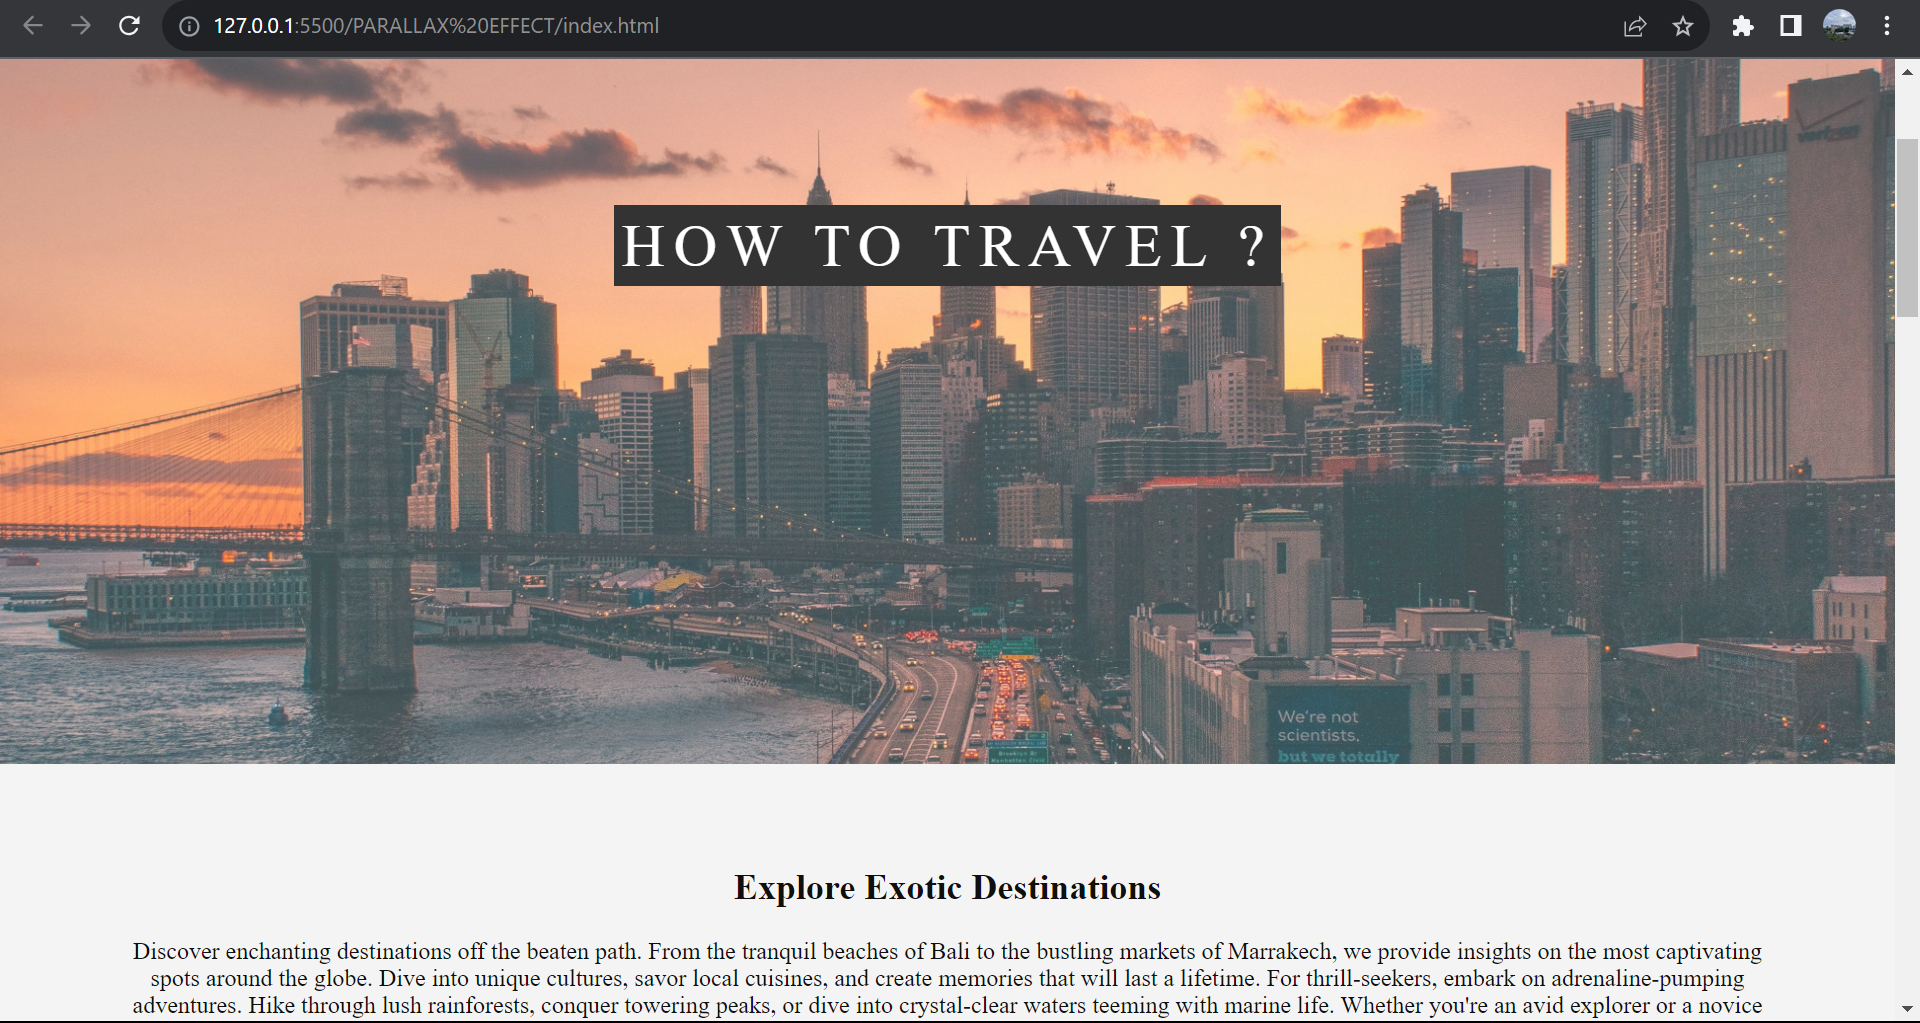 127.0.0.1:5500/PARALLAX%20EFFECT/index.html
verizon
HOW TO TRAVEL ?
We're not
scientists,
but we totally
Brooklyn Br
Manhattan Civic
Explore Exotic Destinations
Discover enchanting destinations off the beaten path. From the tranquil beaches of Bali to the bustling markets of Marrakech, we provide insights on the most captivating
spots around the globe. Dive into unique cultures, savor local cuisines, and create memories that will last a lifetime. For thrill-seekers, embark on adrenaline-pumping
adventures. Hike through lush rainforests, conquer towering peaks, or dive into crystal-clear waters teeming with marine life. Whether you're an avid explorer or a novice